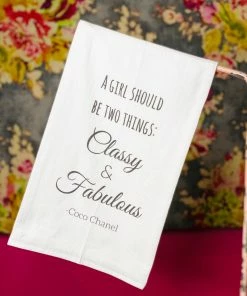 A GIRL SHOULD
BE TWO THINGS:
Classy
&
Fabulous
-Coco Chanel